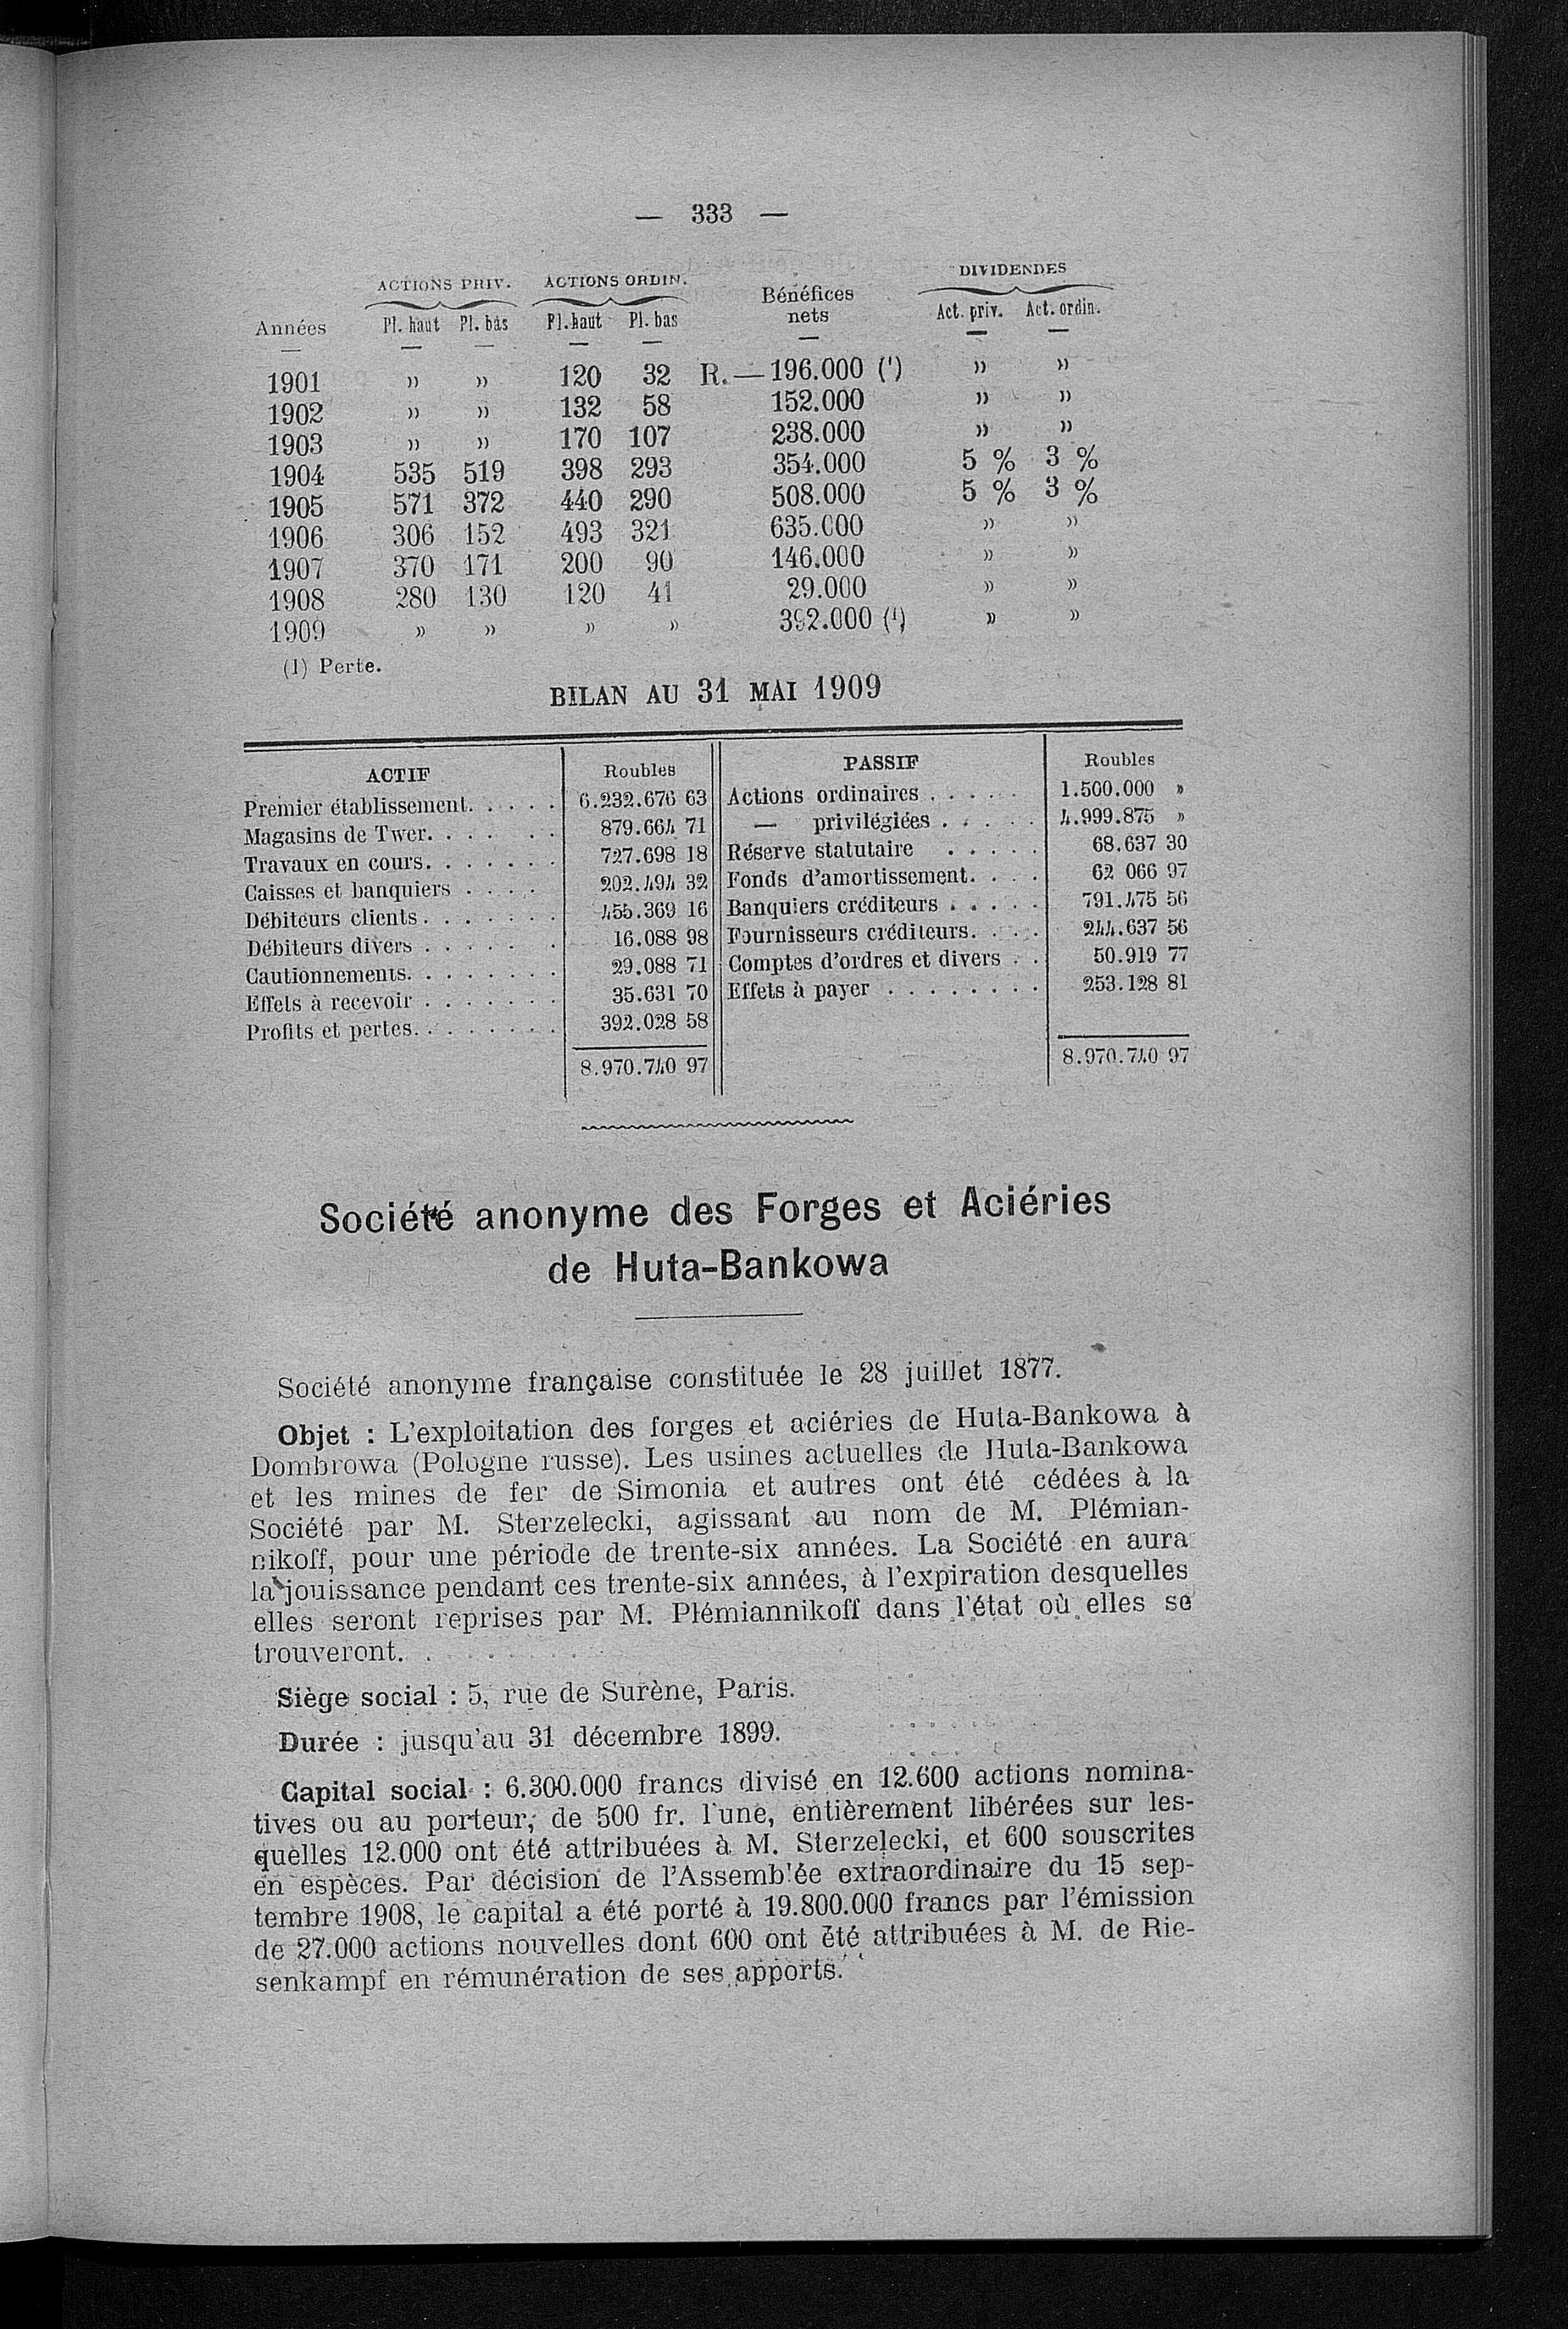 — 333 —
ACTIONS PRIV. ACTIONS ORDIN. Bénéfices nets DIVIDENDES
Années Pl. haut Pl. bas Pl. haut Pl. bas Act. priv. Act. ordin.
1901 » » 120 32 R.— 196.000 (¹) » »
1902 » » 132 58 152.000 » »
1903 » » 170 107 238.000 » »
1904 535 519 398 293 354.000 5 % 3 %
1905 571 372 440 290 508.000 5 % 3 %
1906 306 152 493 321 635.000 » »
1907 370 171 200 90 146.000 » »
1908 280 130 120 41 29.000 » »
1909 » » » » 392.000 (¹) » »
(1) Perte.
BILAN AU 31 MAI 1909
ACTIF Roubles
Premier établissement. . . . . 6.232.676 63
Magasins de Twer. . . . . . 879.664 71
Travaux en cours. . . . . . . 727.698 18
Caisses et banquiers . . . . 202.494 32
Débiteurs clients. . . . . . . 455.369 16
Débiteurs divers . . . . . . 16.088 98
Cautionnements. . . . . . . . 29.088 71
Effets à recevoir . . . . . . . 35.631 70
Profits et pertes. . . . . . . . 392.028 58
8.970.740 97
PASSIF Roubles
Actions ordinaires . . . . . 1.500.000 »
— privilégiées . . . . . 4.999.875 »
Réserve statutaire . . . . . 68.637 30
Fonds d'amortissement. . . . 62 066 97
Banquiers créditeurs . . . . . 791.475 56
Fournisseurs créditeurs. . . . 244.637 56
Comptes d'ordres et divers . . 50.919 77
Effets à payer . . . . . . . . 253.128 81
8.970.740 97
Société anonyme des Forges et Aciéries
de Huta-Bankowa
Société anonyme française constituée le 28 juillet 1877.
Objet : L'exploitation des forges et aciéries de Huta-Bankowa à
Dombrowa (Pologne russe). Les usines actuelles de Huta-Bankowa
et les mines de fer de Simonia et autres ont été cédées à la
Société par M. Sterzelecki, agissant au nom de M. Plémian-
nikoff, pour une période de trente-six années. La Société en aura
la jouissance pendant ces trente-six années, à l'expiration desquelles
elles seront reprises par M. Plémiannikoff dans l'état où elles se
trouveront.
Siège social : 5, rue de Surène, Paris.
Durée : jusqu'au 31 décembre 1899.
Capital social : 6.300.000 francs divisé en 12.600 actions nomina-
tives ou au porteur, de 500 fr. l'une, entièrement libérées sur les-
quelles 12.000 ont été attribuées à M. Sterzelecki, et 600 souscrites
en espèces. Par décision de l'Assemblée extraordinaire du 15 sep-
tembre 1908, le capital a été porté à 19.800.000 francs par l'émission
de 27.000 actions nouvelles dont 600 ont été attribuées à M. de Rie-
senkampf en rémunération de ses apports.